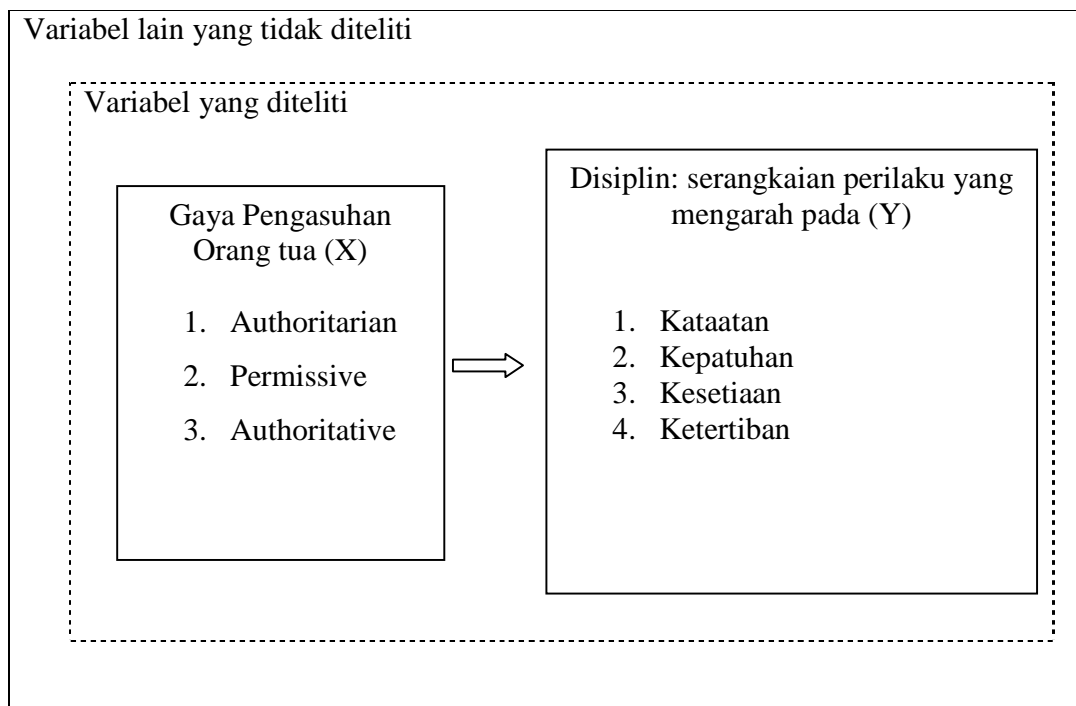 Variabel lain yang tidak diteliti
Variabel yang diteliti
Gaya Pengasuhan
Orang tua (X)
1. Authoritarian
2. Permissive
3. Authoritative
Disiplin: serangkaian perilaku yang
mengarah pada (Y)
1. Kataatan
2. Kepatuhan
3. Kesetiaan
4. Ketertiban